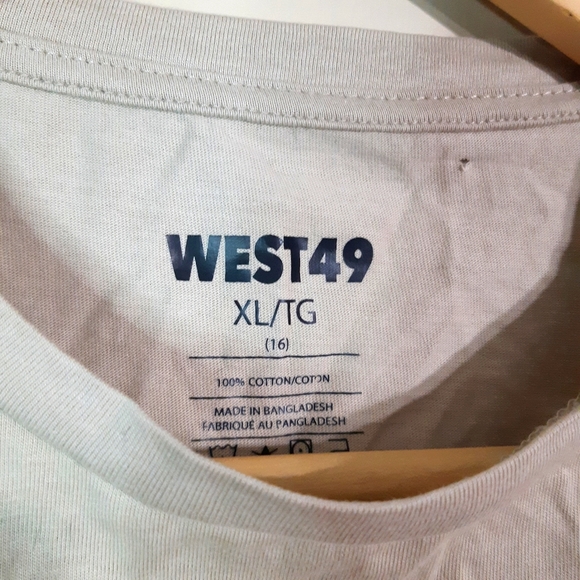 WEST49
XL/TG
(16)
100% COTTON/COTON
MADE IN BANGLADESH
FABRIQUÉ AU BANGLADESH